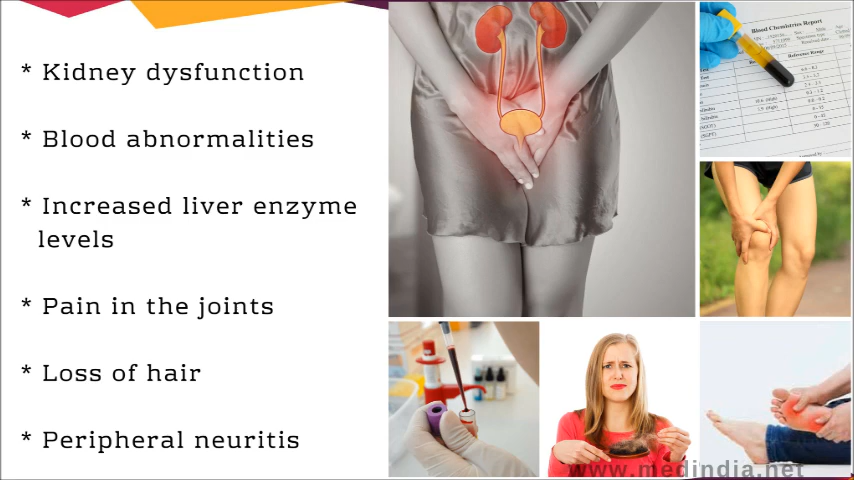 * Kidney dysfunction
* Blood abnormalities
* Increased liver enzyme
levels
* Pain in the joints
* Loss of hair
* Peripheral neuritis
Blood Chemistry Report
Reference Range
www.medindia.net